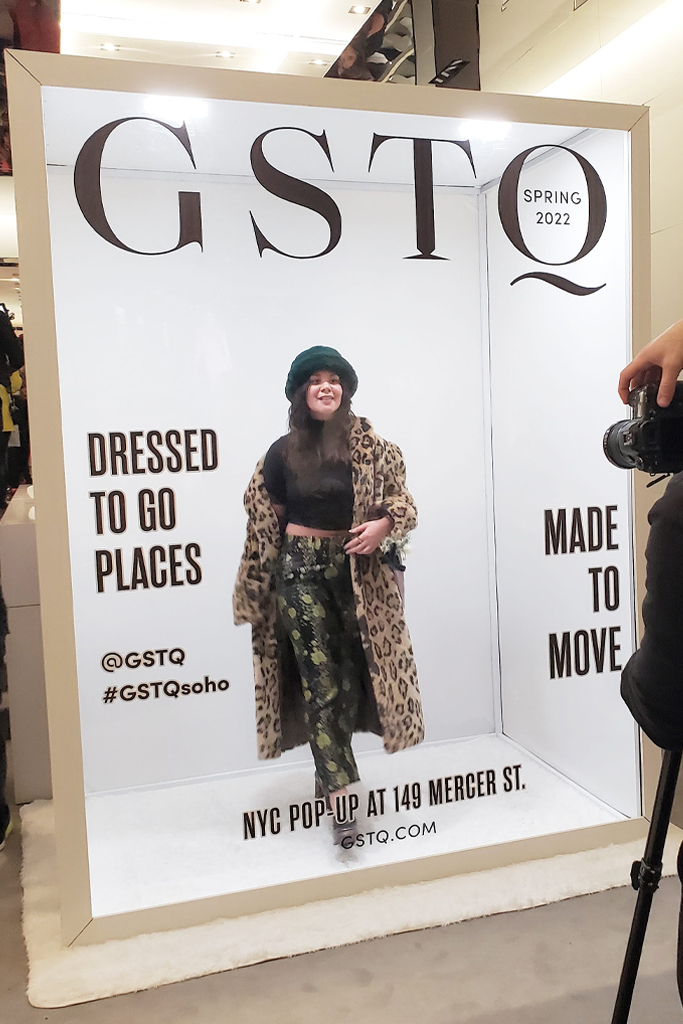 GSTQ
SPRING
2022
DRESSED
TO GO
PLACES
@GSTQ
#GSTQsoho
MADE
TO
MOVE
NYC POP-UP AT 149 MERCER ST.
GSTQ.COM